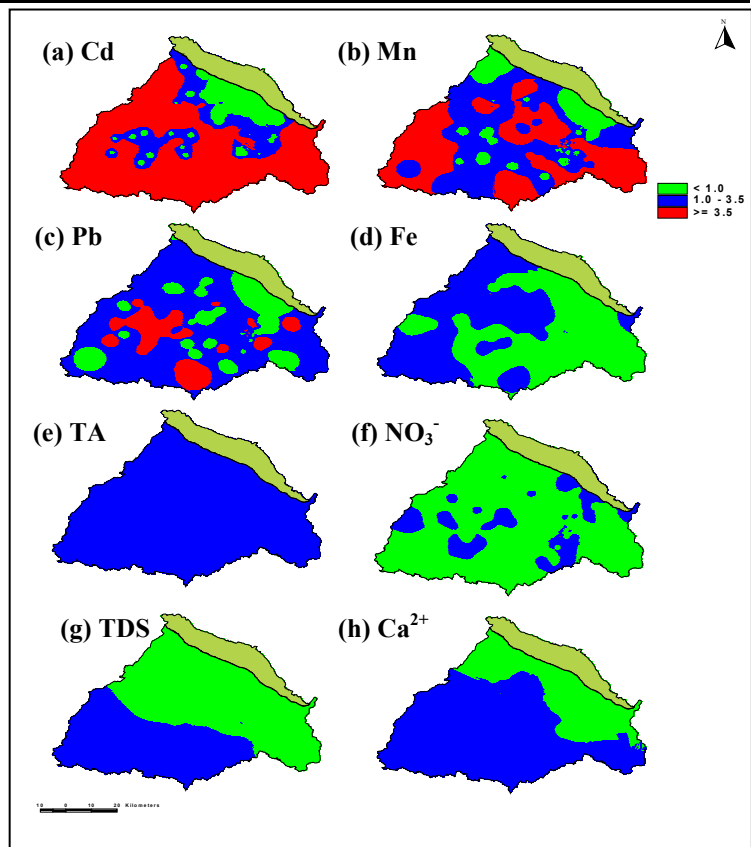 (a) Cd
(b) Mn
N
< 1.0
1.0 - 3.5
>= 3.5
(c) Pb
(d) Fe
(e) TA
(f) NO₃⁻
(g) TDS
(h) Ca²⁺
10 0 10 20 Kilometers